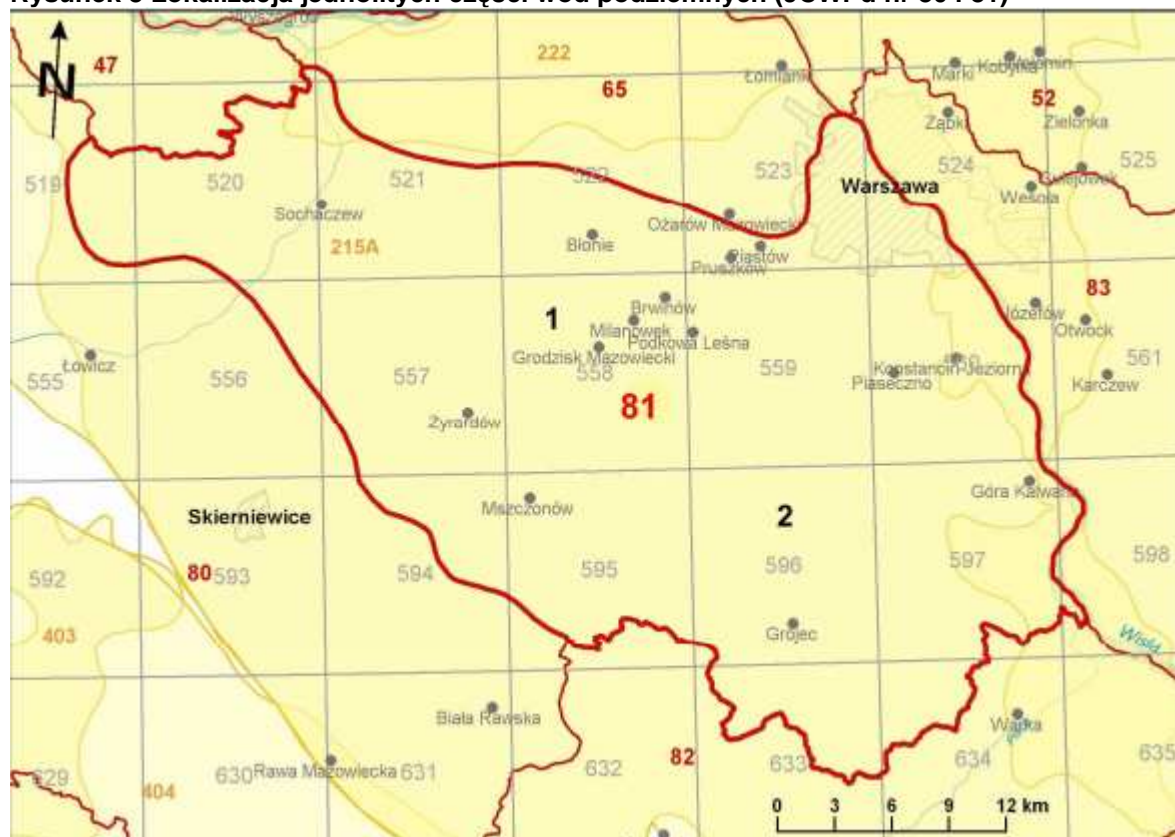 Rysunek 3 Lokalizacja jednolitych części wód podziemnych (JCWPd nr 80 i 81)
N
47
222
65
Łomianki
Marki
Kobyłka
52
Ząbki
Zielonka
519
520
521
522
523
524
525
Warszawa
Wesoła
Sochaczew
215A
Błonie
Ożarów Mazowiecki
Piastów
Pruszków
83
1
Brwinów
Milanówek
Podkowa Leśna
Grodzisk Mazowiecki
Józefów
Otwock
Łowicz
555
556
557
558
559
561
Konstancin-Jeziorna
Piaseczno
Karczew
81
Żyrardów
Mszczonów
Góra Kalwaria
2
Skierniewice
592
80
593
594
595
596
597
598
403
Grójec
Wisła
Biała Rawska
Warka
82
629
630
Rawa Mazowiecka
631
632
633
634
635
404
0 3 6 9 12 km